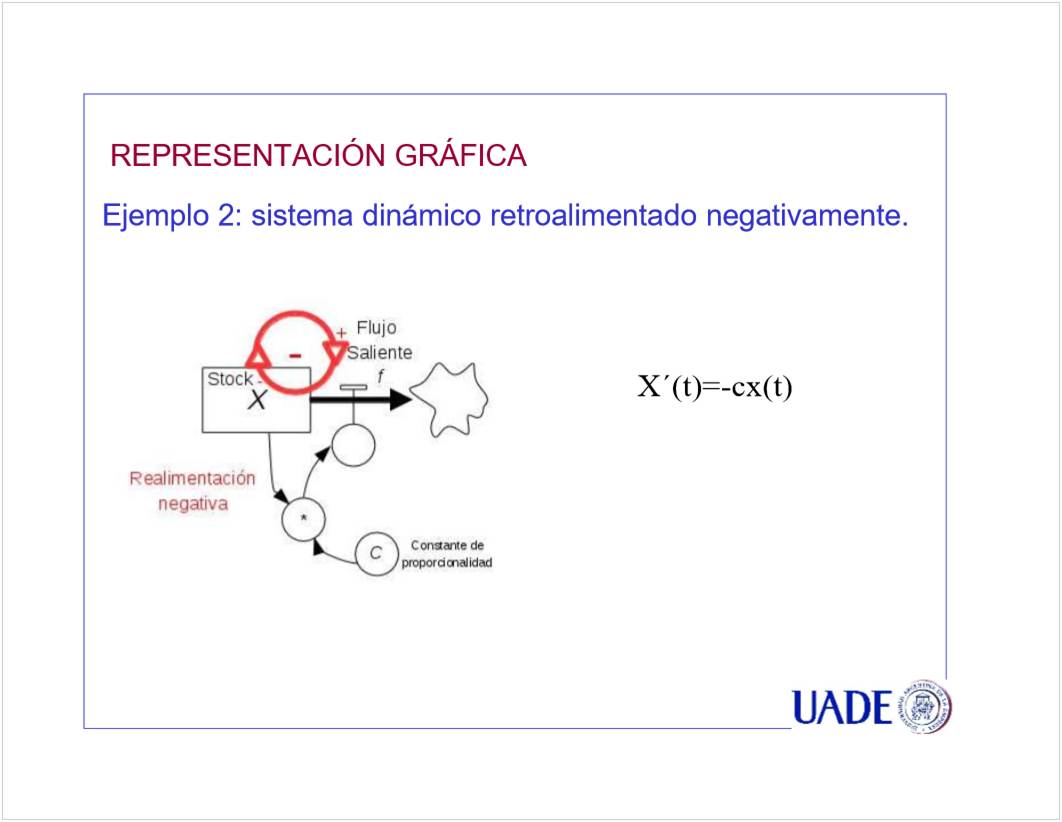 REPRESENTACIÓN GRÁFICA
Ejemplo 2: sistema dinámico retroalimentado negativamente.
+ Flujo
Saliente
-
Stock -
f
X
X´(t)=-cx(t)
Realimentación
negativa
*
C
Constante de
proporcionalidad
UADE